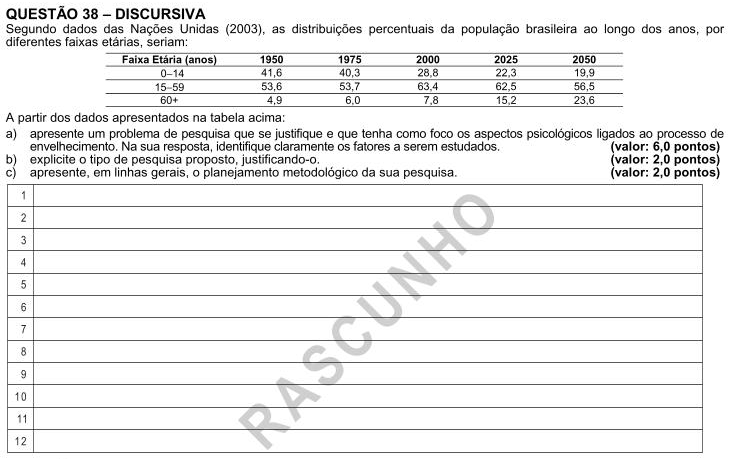 QUESTÃO 38 – DISCURSIVA
Segundo dados das Nações Unidas (2003), as distribuições percentuais da população brasileira ao longo dos anos, por
diferentes faixas etárias, seriam:
Faixa Etária (anos) 1950 1975 2000 2025 2050
0–14 41,6 40,3 28,8 22,3 19,9
15–59 53,6 53,7 63,4 62,5 56,5
60+ 4,9 6,0 7,8 15,2 23,6
A partir dos dados apresentados na tabela acima:
a) apresente um problema de pesquisa que se justifique e que tenha como foco os aspectos psicológicos ligados ao processo de
envelhecimento. Na sua resposta, identifique claramente os fatores a serem estudados. (valor: 6,0 pontos)
b) explicite o tipo de pesquisa proposto, justificando-o. (valor: 2,0 pontos)
c) apresente, em linhas gerais, o planejamento metodológico da sua pesquisa. (valor: 2,0 pontos)
1
2
3
4
5
6
7
8
9
10
11
12
RASCUNHO